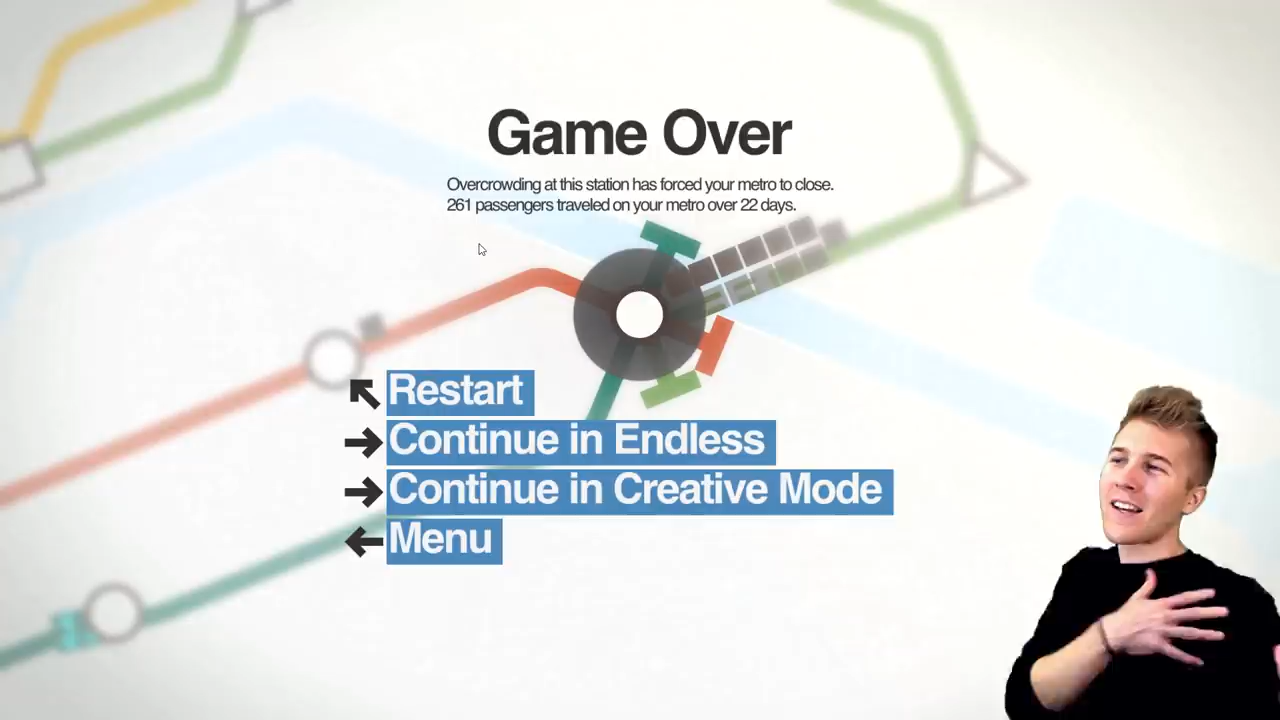 Game Over
Overcrowding at this station has forced your metro to close.
261 passengers traveled on your metro over 22 days.
Restart
Continue in Endless
Continue in Creative Mode
Menu